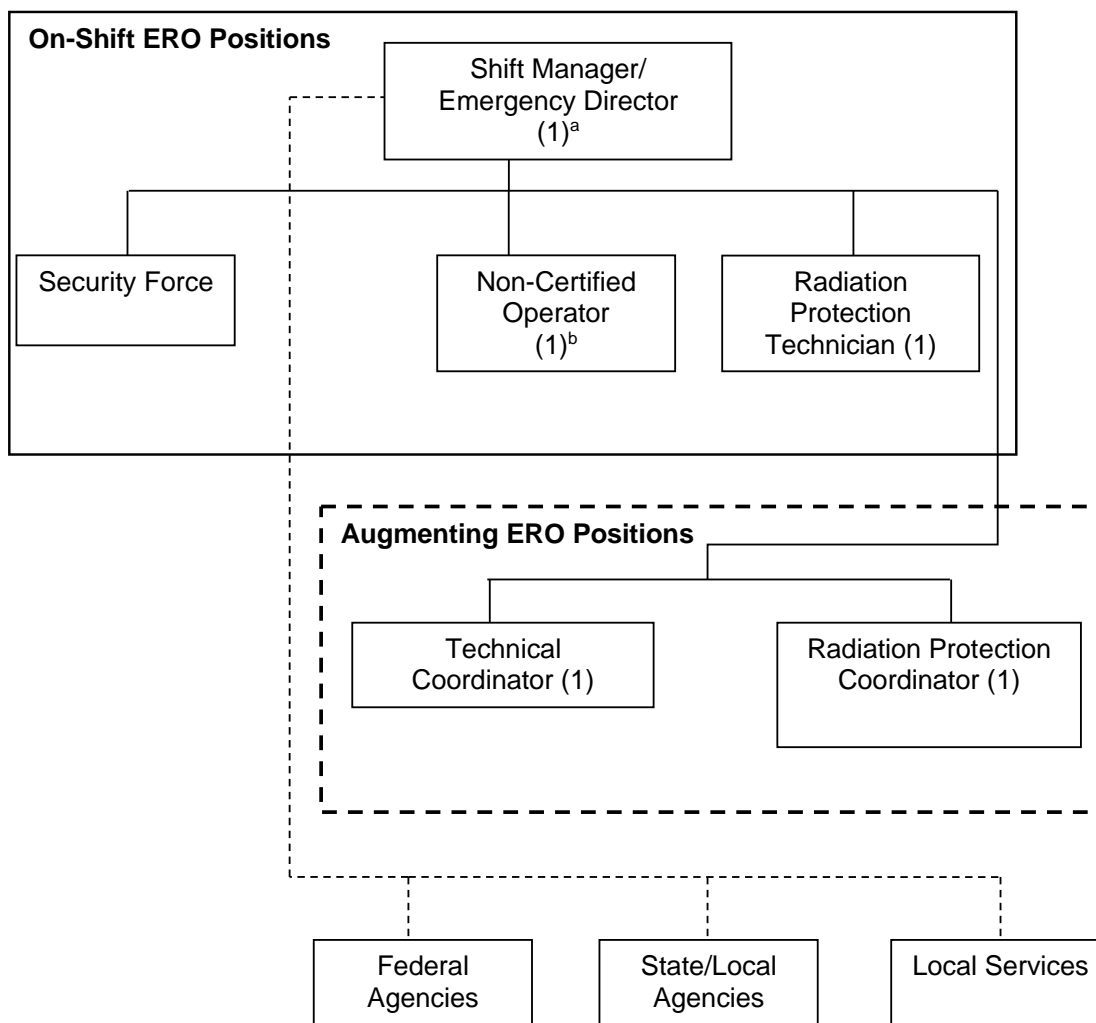 On-Shift ERO Positions
Shift Manager/
Emergency Director
(1)ᵃ
Security Force
Non-Certified
Operator
(1)ᵇ
Radiation
Protection
Technician (1)
Augmenting ERO Positions
Technical
Coordinator (1)
Radiation Protection
Coordinator (1)
Federal
Agencies
State/Local
Agencies
Local Services